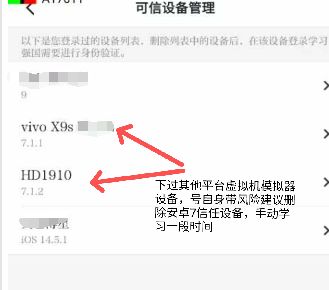 可信设备管理
以下是您登录过的设备列表，删除列表中的设备后，在该设备登录学习
强国需要进行身份验证。
9
vivo X9s
7.1.1
HD1910
7.1.2
下过其他平台虚拟机模拟器
设备，号自身带风险建议删
除安卓7信任设备，手动学
习一段时间
iOS 14.5.1